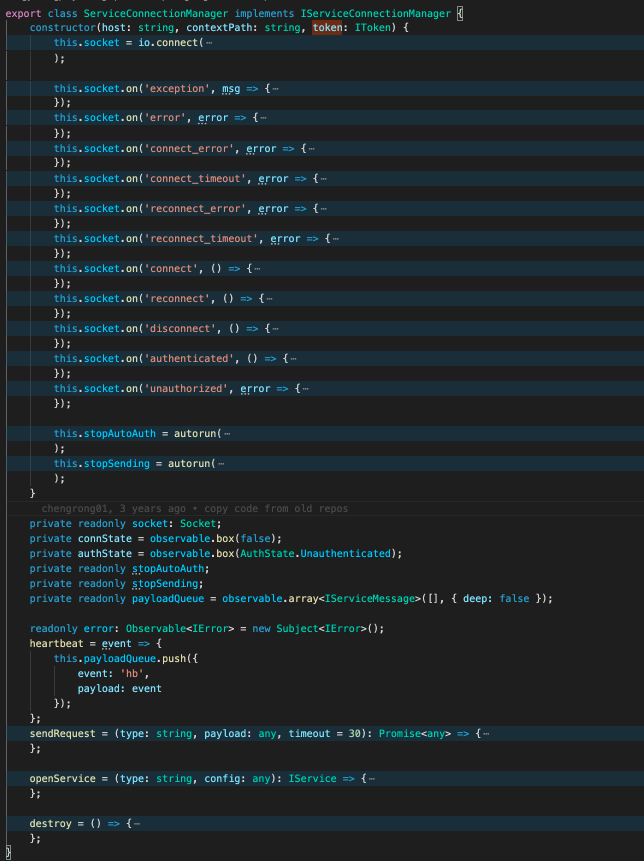 export class ServiceConnectionManager implements IServiceConnectionManager {
constructor(host: string, contextPath: string, token: IToken) {
this.socket = io.connect(⋯
);
this.socket.on('exception', msg => {⋯
});
this.socket.on('error', error => {⋯
});
this.socket.on('connect_error', error => {⋯
});
this.socket.on('connect_timeout', error => {⋯
});
this.socket.on('reconnect_error', error => {⋯
});
this.socket.on('reconnect_timeout', error => {⋯
});
this.socket.on('connect', () => {⋯
});
this.socket.on('reconnect', () => {⋯
});
this.socket.on('disconnect', () => {⋯
});
this.socket.on('authenticated', () => {⋯
});
this.socket.on('unauthorized', error => {⋯
});
this.stopAutoAuth = autorun(⋯
);
this.stopSending = autorun(⋯
);
}
chengrong01, 3 years ago • copy code from old repos
private readonly socket: Socket;
private connState = observable.box(false);
private authState = observable.box(AuthState.Unauthenticated);
private readonly stopAutoAuth;
private readonly stopSending;
private readonly payloadQueue = observable.array<IServiceMessage>([], { deep: false });
readonly error: Observable<IError> = new Subject<IError>();
heartbeat = event => {
this.payloadQueue.push({
event: 'hb',
payload: event
});
};
sendRequest = (type: string, payload: any, timeout = 30): Promise<any> => {⋯
};
openService = (type: string, config: any): IService => {⋯
};
destroy = () => {⋯
};
}